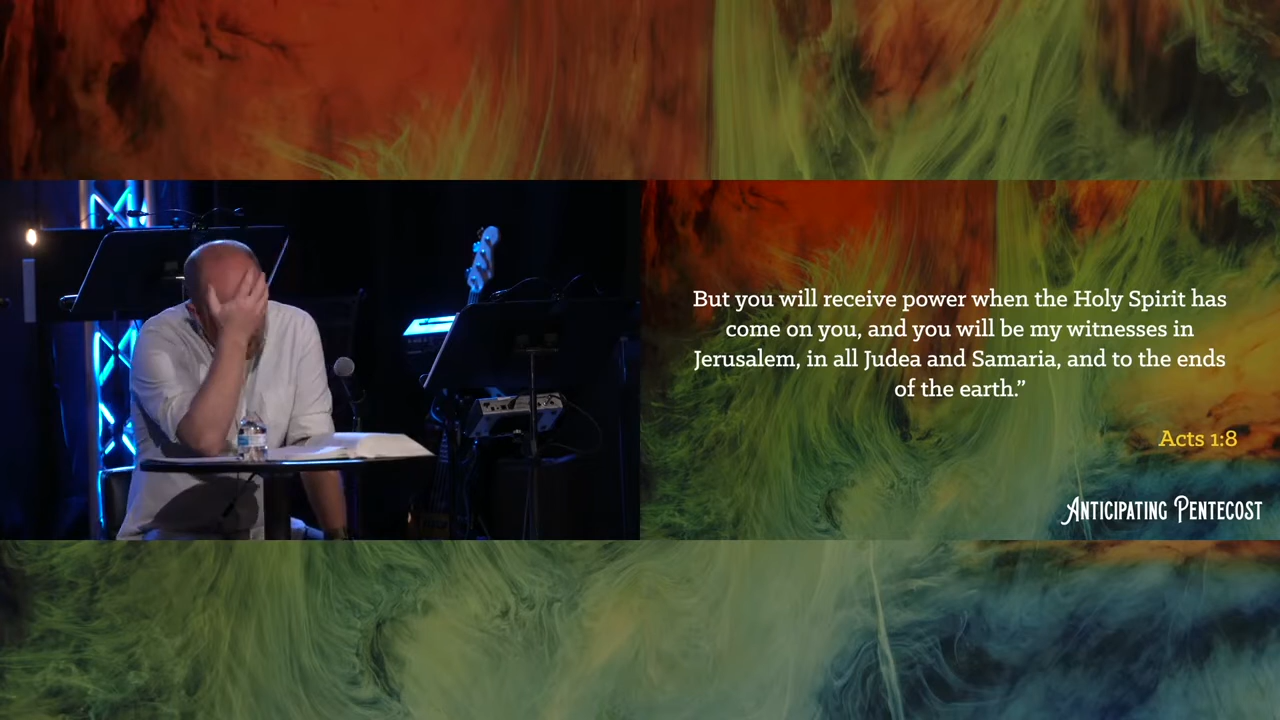 But you will receive power when the Holy Spirit has
come on you, and you will be my witnesses in
Jerusalem, in all Judea and Samaria, and to the ends
of the earth.”
Acts 1:8
Anticipating Pentecost